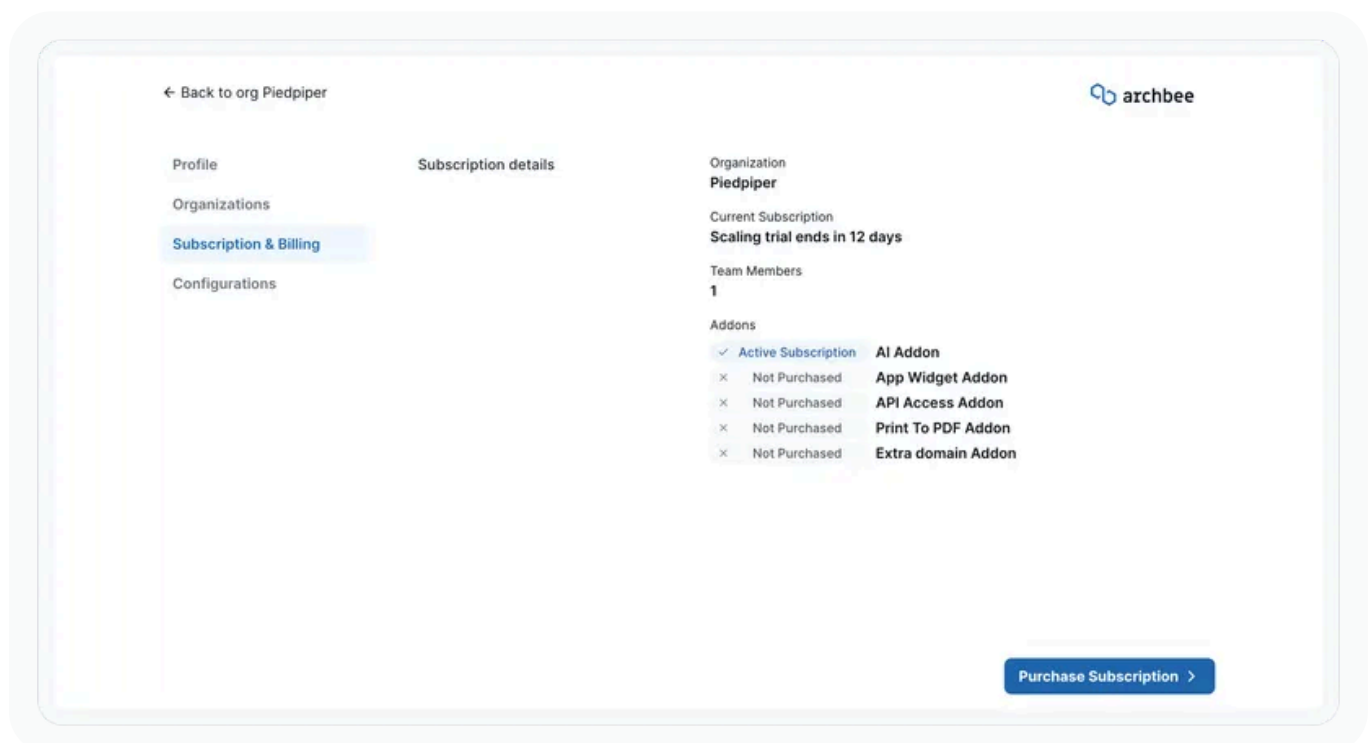 ← Back to org Piedpiper
archbee
Profile
Organizations
Subscription & Billing
Configurations
Subscription details
Organization
Piedpiper
Current Subscription
Scaling trial ends in 12 days
Team Members
1
Addons
✓ Active Subscription AI Addon
× Not Purchased App Widget Addon
× Not Purchased API Access Addon
× Not Purchased Print To PDF Addon
× Not Purchased Extra domain Addon
Purchase Subscription >